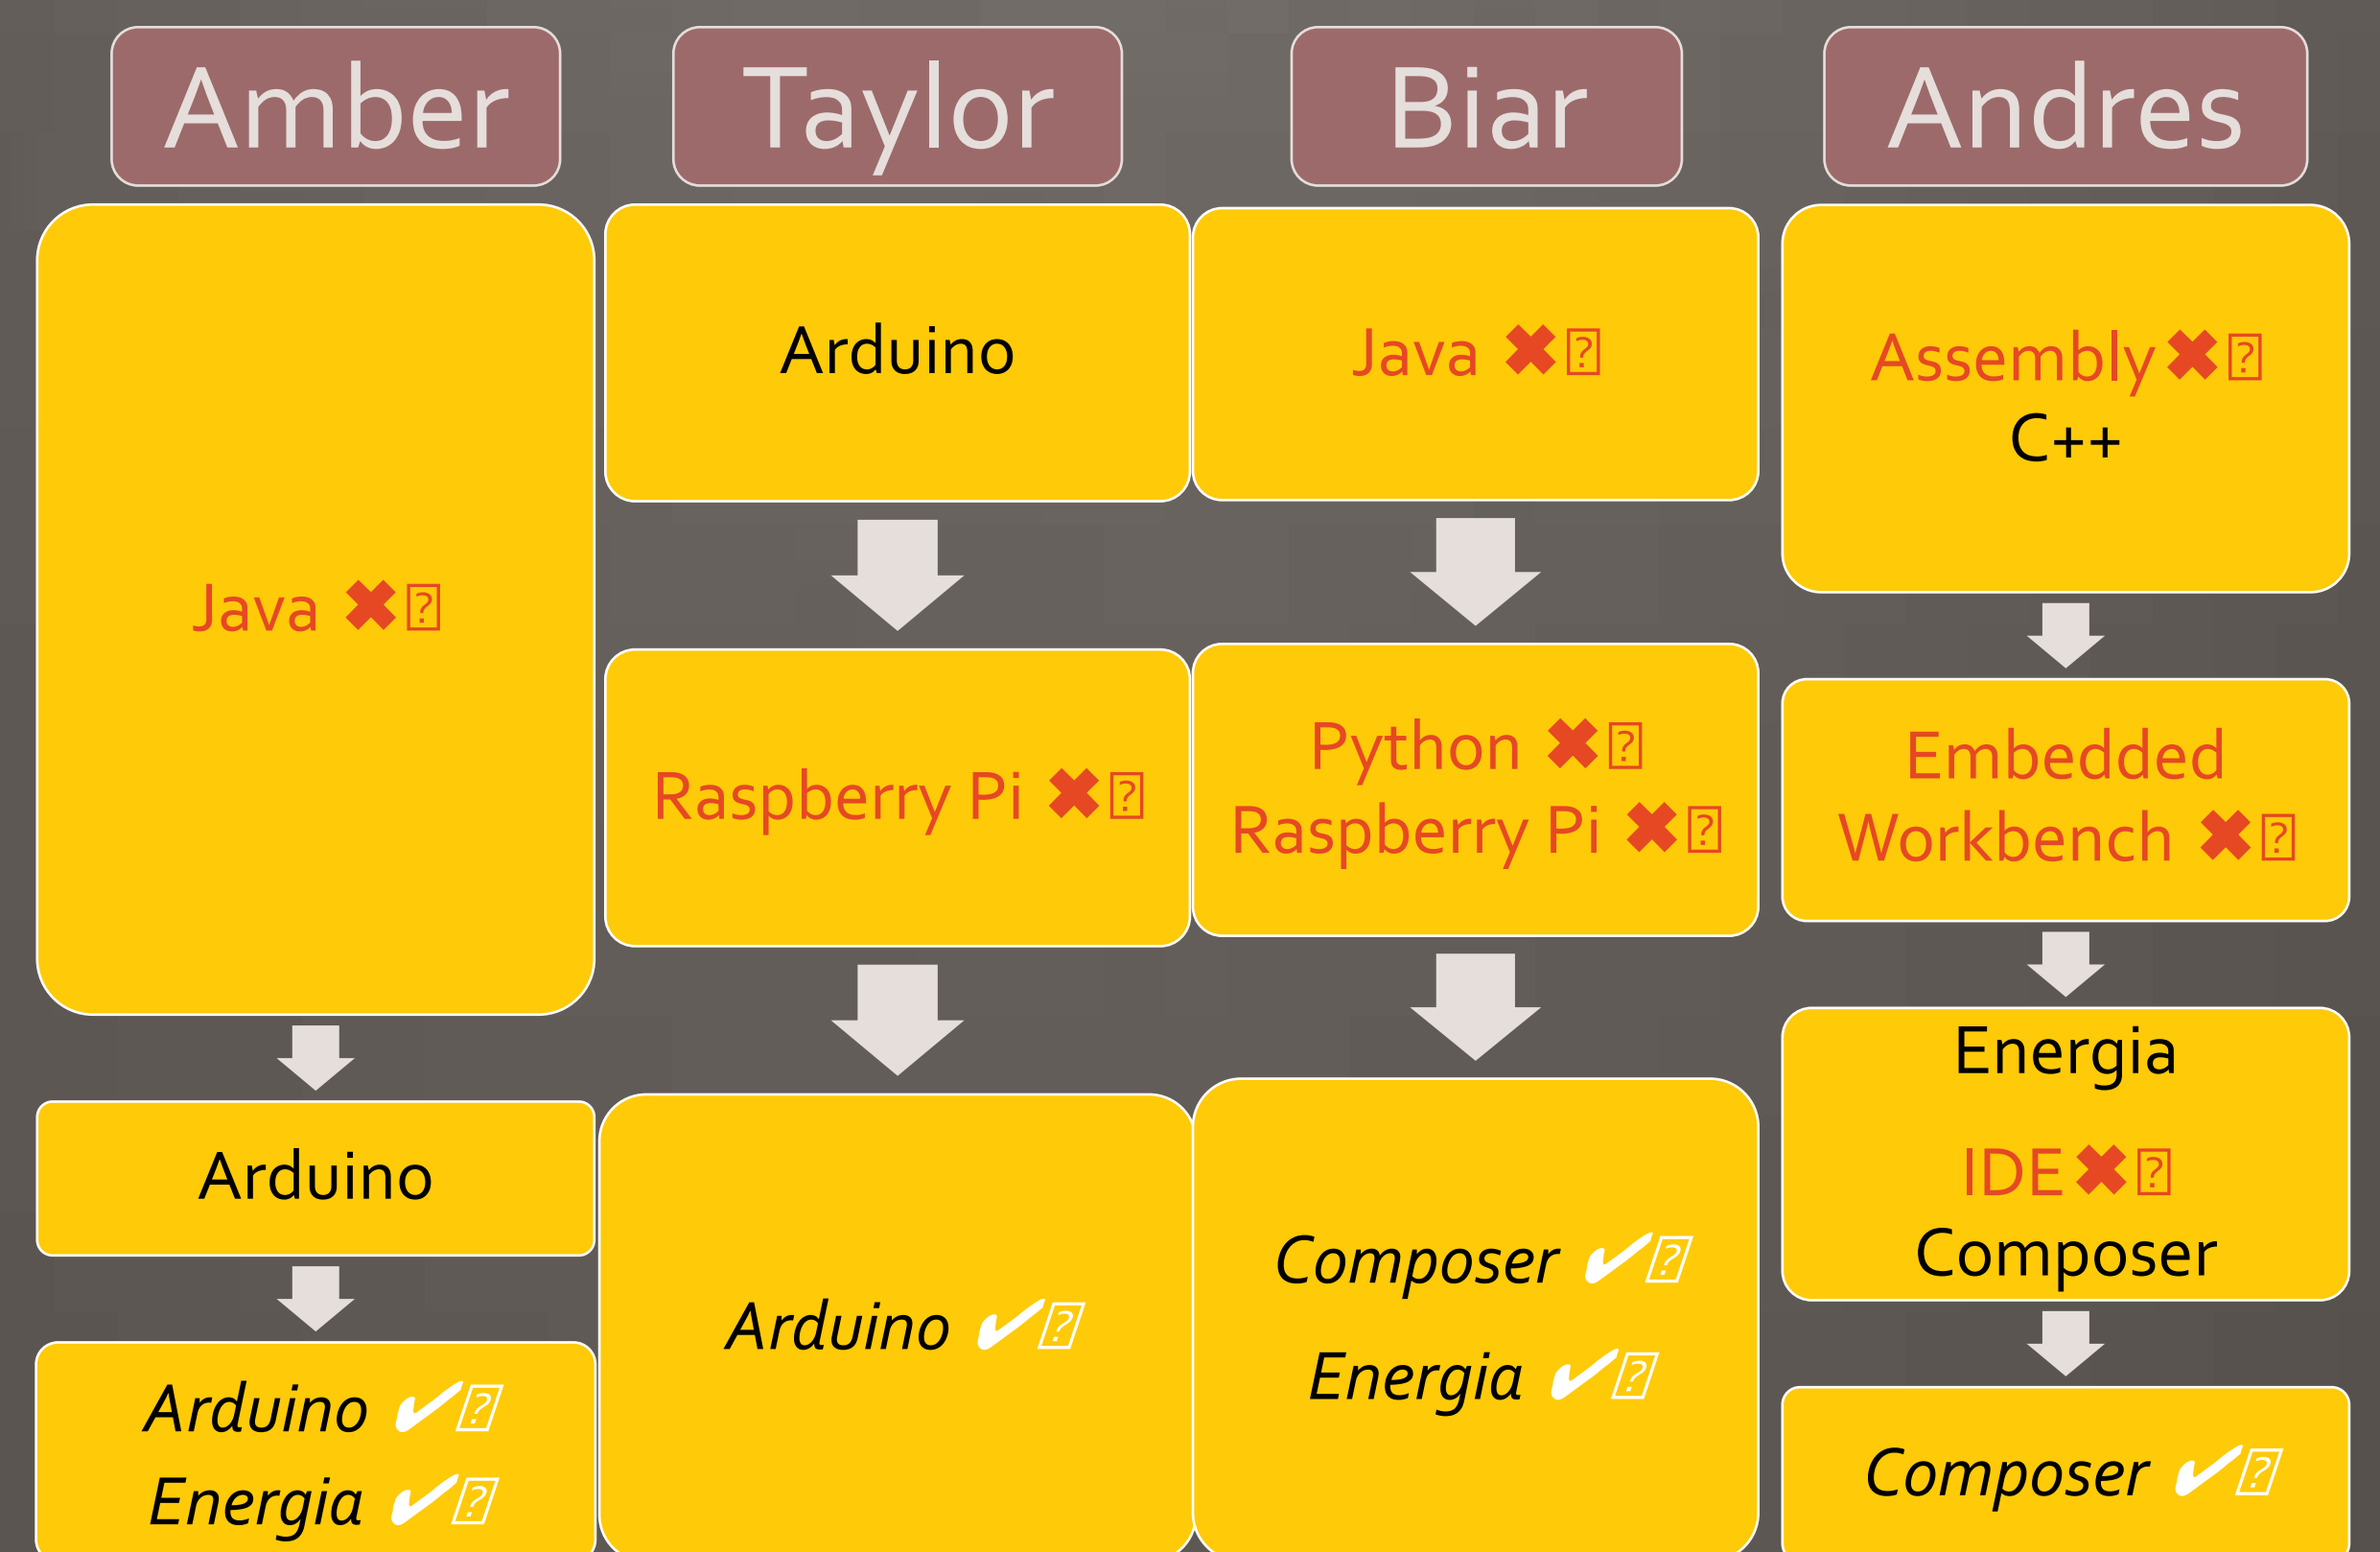 Amber
Java ✖
Arduino
Arduino ✔
Energia ✔
Taylor
Arduino
Raspberry Pi ✖
Arduino ✔
Biar
Java ✖
Python ✖
Raspberry Pi ✖
Composer ✔
Energia ✔
Andres
Assembly✖
C++
Embedded
Workbench ✖
Energia
IDE✖
Composer
Composer ✔